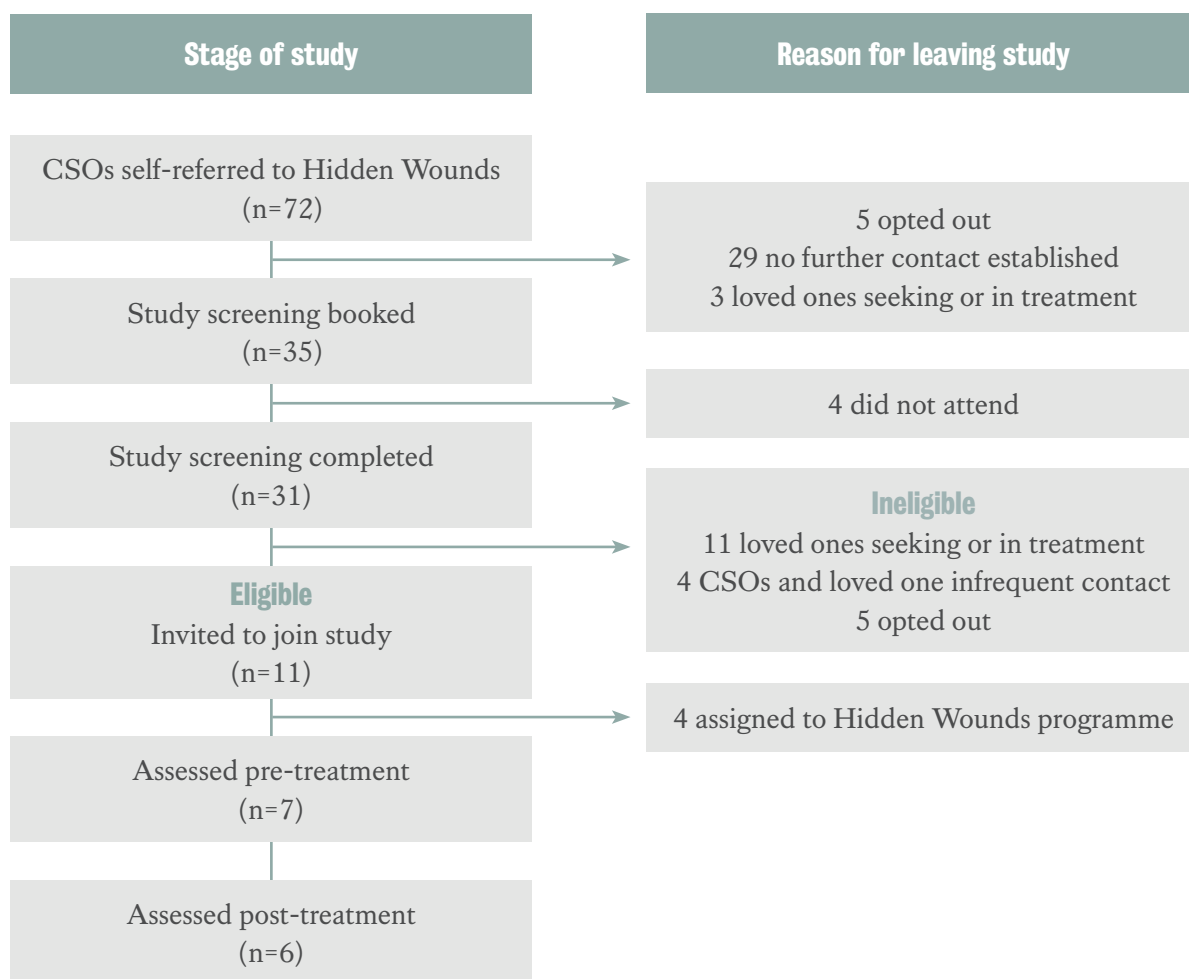 Stage of study
Reason for leaving study
CSOs self-referred to Hidden Wounds
(n=72)
5 opted out
29 no further contact established
3 loved ones seeking or in treatment
Study screening booked
(n=35)
4 did not attend
Study screening completed
(n=31)
Ineligible
11 loved ones seeking or in treatment
4 CSOs and loved one infrequent contact
5 opted out
Eligible
Invited to join study
(n=11)
4 assigned to Hidden Wounds programme
Assessed pre-treatment
(n=7)
Assessed post-treatment
(n=6)